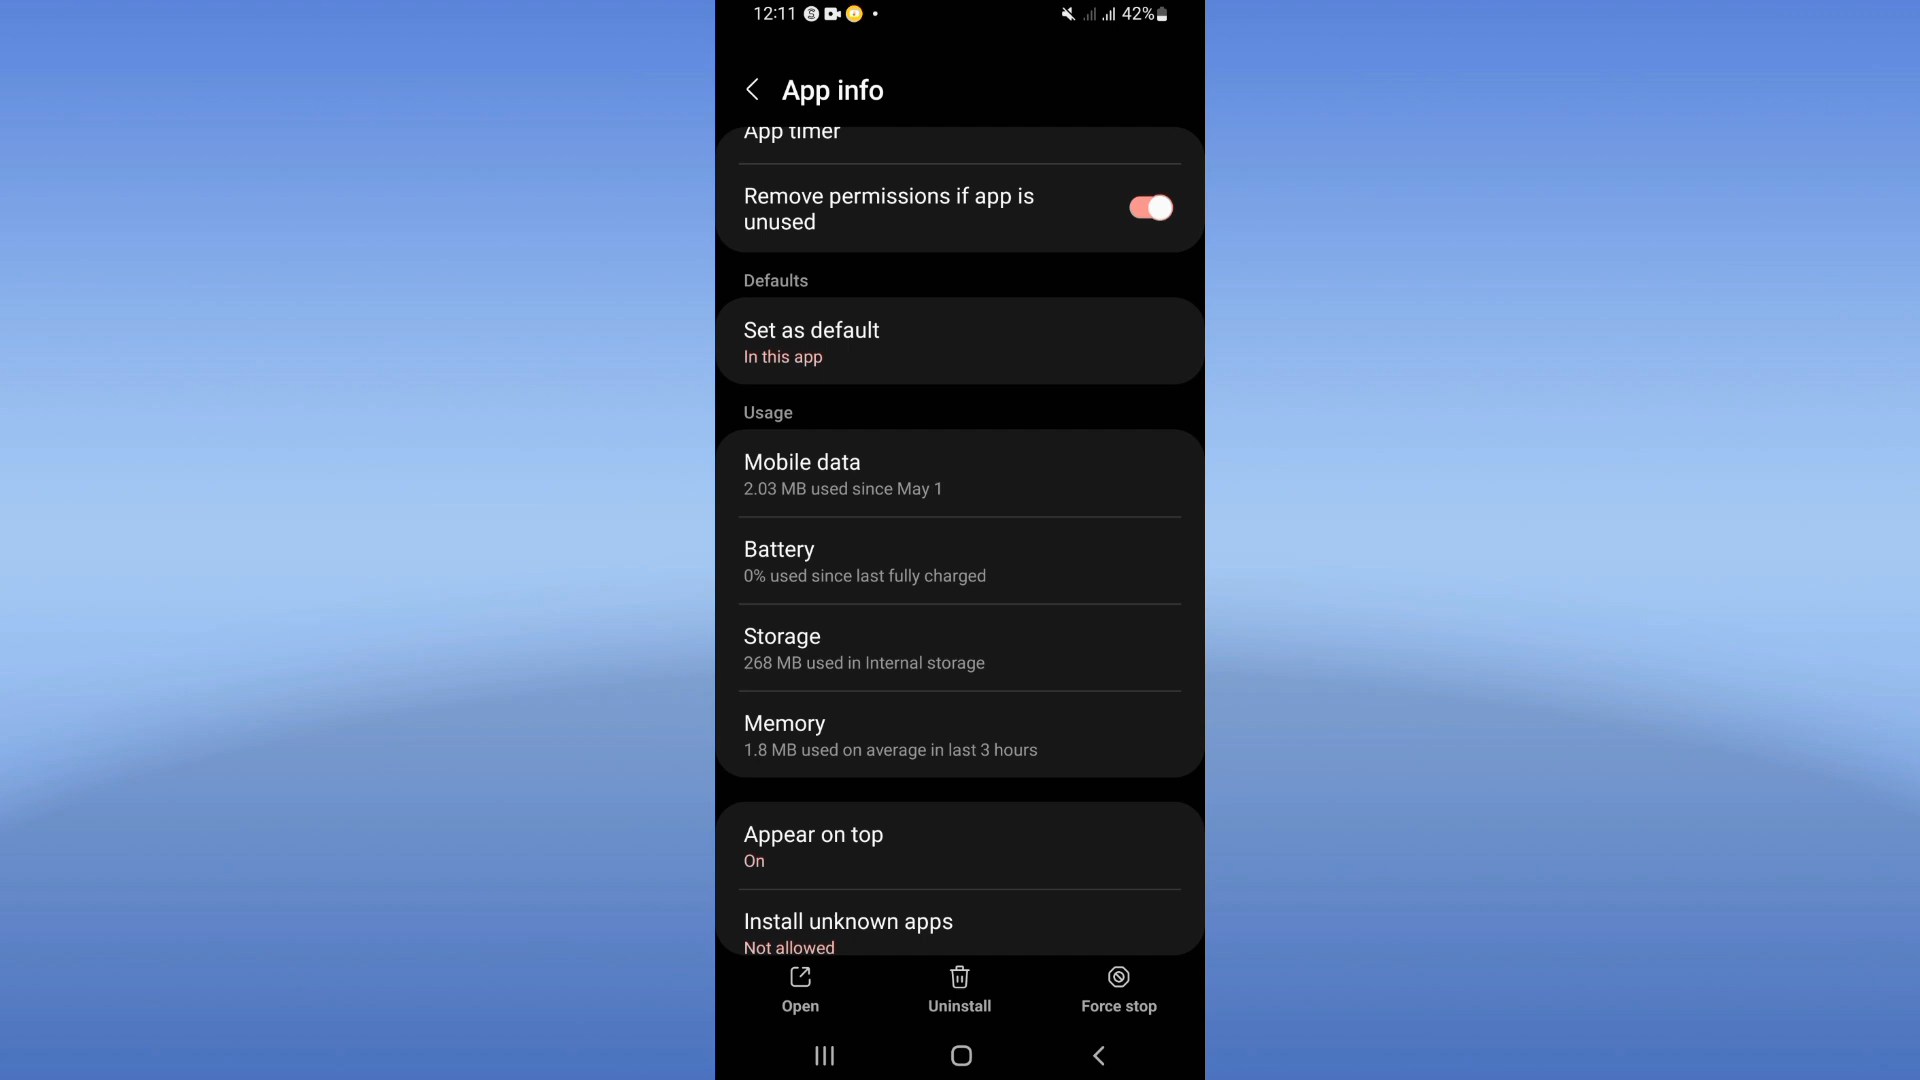 12:11 42%
App info
App timer
Remove permissions if app is
unused
Defaults
Set as default
In this app
Usage
Mobile data
2.03 MB used since May 1
Battery
0% used since last fully charged
Storage
268 MB used in Internal storage
Memory
1.8 MB used on average in last 3 hours
Appear on top
On
Install unknown apps
Not allowed
Open Uninstall Force stop